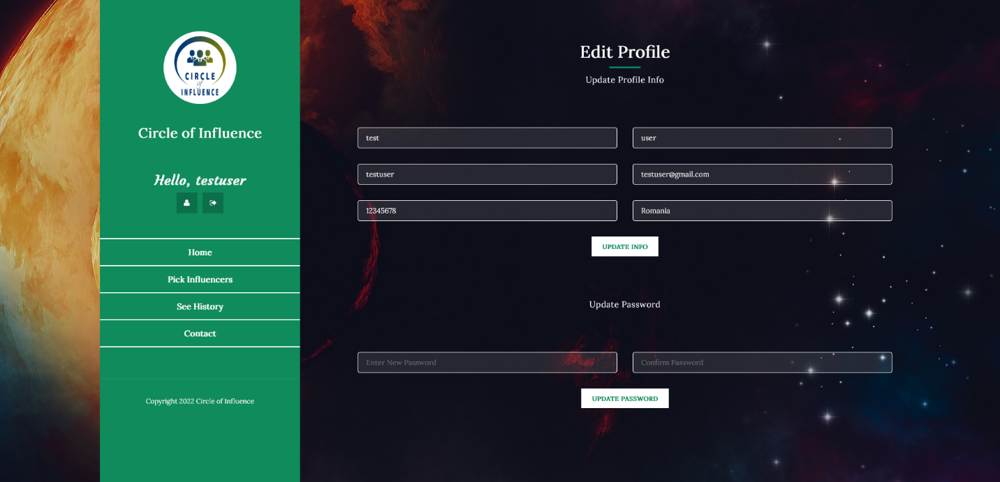 CIRCLE
of
INFLUENCE
Circle of Influence
Hello, testuser
Home
Pick Influencers
See History
Contact
Copyright 2022 Circle of Influence
Edit Profile
Update Profile Info
test
user
testuser
testuser@gmail.com
12345678
Romania
UPDATE INFO
Update Password
Enter New Password
Confirm Password
UPDATE PASSWORD